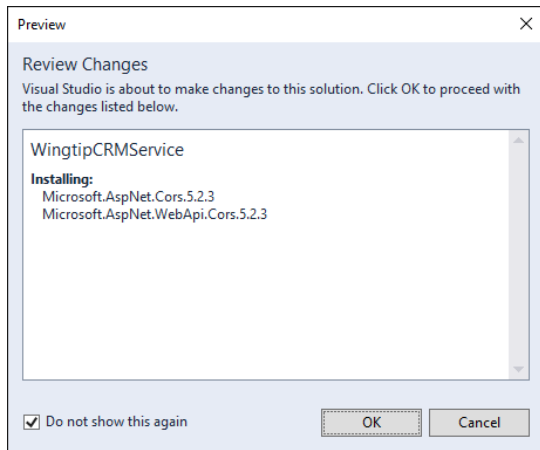 Preview
Review Changes
Visual Studio is about to make changes to this solution. Click OK to proceed with
the changes listed below.
WingtipCRMService
Installing:
Microsoft.AspNet.Cors.5.2.3
Microsoft.AspNet.WebApi.Cors.5.2.3
Do not show this again
OK
Cancel